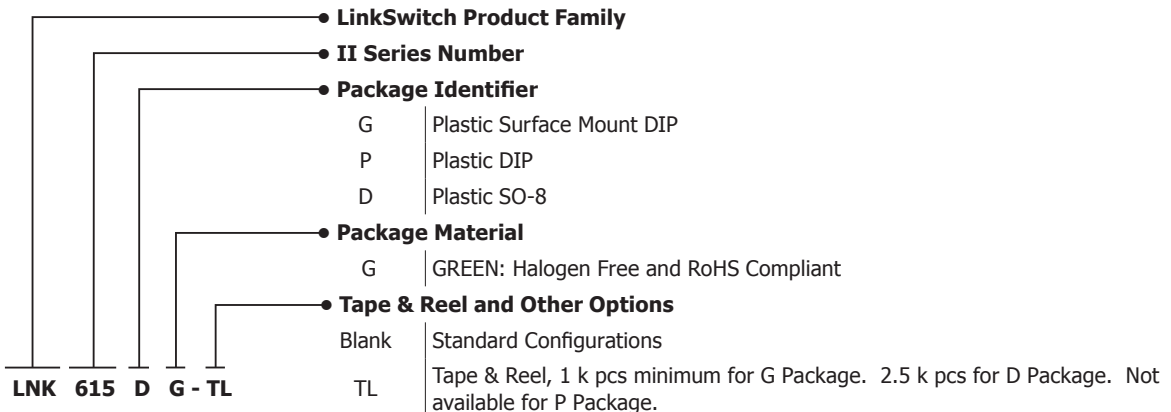 LinkSwitch Product Family
II Series Number
Package Identifier
G Plastic Surface Mount DIP
P Plastic DIP
D Plastic SO-8
Package Material
G GREEN: Halogen Free and RoHS Compliant
Tape & Reel and Other Options
Blank Standard Configurations
TL Tape & Reel, 1 k pcs minimum for G Package. 2.5 k pcs for D Package. Not
available for P Package.
LNK 615 D G - TL